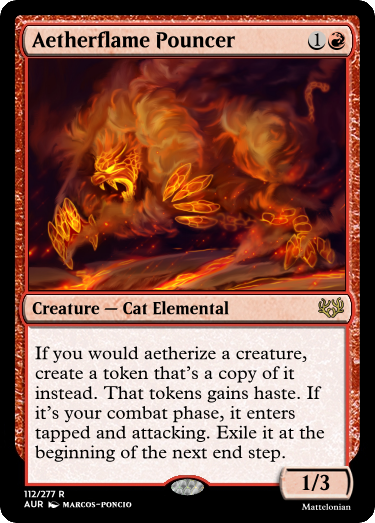 Aetherflame Pouncer 1
Creature — Cat Elemental
If you would aetherize a creature,
create a token that's a copy of it
instead. That tokens gains haste. If
it's your combat phase, it enters
tapped and attacking. Exile it at the
beginning of the next end step.
1/3
112/277 R
AUR MARCOS-PONCIO
Mattelonian